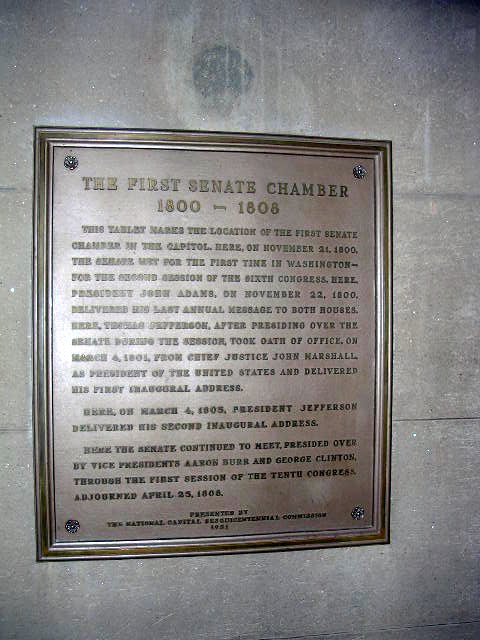 THE FIRST SENATE CHAMBER
1800 – 1808
THIS TABLET MARKS THE LOCATION OF THE FIRST SENATE
CHAMBER IN THE CAPITOL. HERE, ON NOVEMBER 21, 1800,
THE SENATE MET FOR THE FIRST TIME IN WASHINGTON—
FOR THE SECOND SESSION OF THE SIXTH CONGRESS. HERE,
PRESIDENT JOHN ADAMS, ON NOVEMBER 22, 1800,
DELIVERED HIS LAST ANNUAL MESSAGE TO BOTH HOUSES.
HERE, THOMAS JEFFERSON, AFTER PRESIDING OVER THE
SENATE DURING THE SESSION, TOOK OATH OF OFFICE, ON
MARCH 4, 1801, FROM CHIEF JUSTICE JOHN MARSHALL,
AS PRESIDENT OF THE UNITED STATES AND DELIVERED
HIS FIRST INAUGURAL ADDRESS.
HERE, ON MARCH 4, 1805, PRESIDENT JEFFERSON
DELIVERED HIS SECOND INAUGURAL ADDRESS.
HERE THE SENATE CONTINUED TO MEET, PRESIDED OVER
BY VICE PRESIDENTS AARON BURR AND GEORGE CLINTON,
THROUGH THE FIRST SESSION OF THE TENTH CONGRESS,
ADJOURNED APRIL 25, 1808.
PRESENTED BY
THE NATIONAL CAPITAL SESQUICENTENNIAL COMMISSION
1951